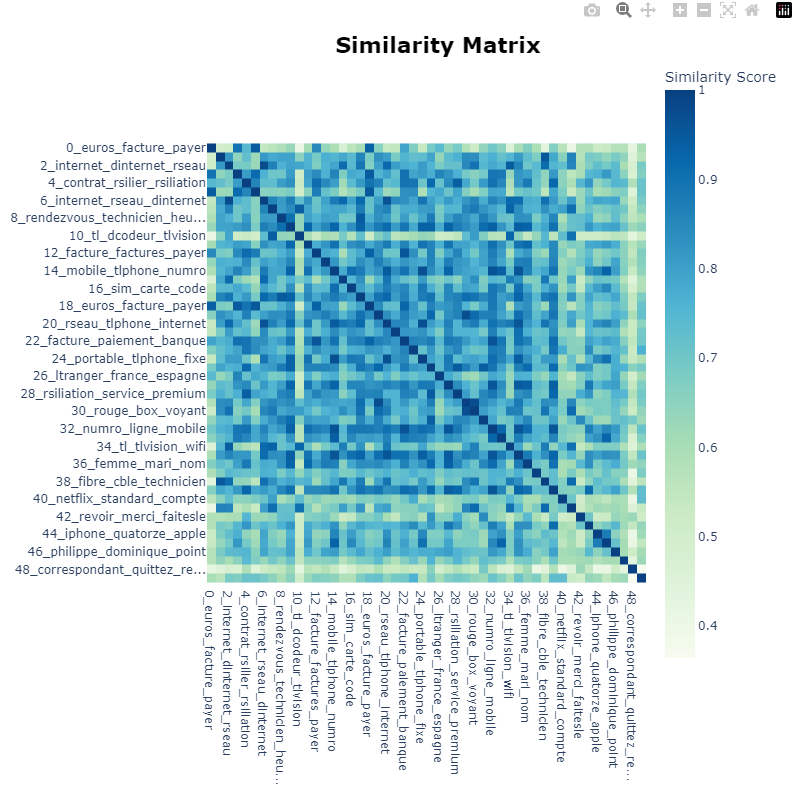 Similarity Matrix
Similarity Score
1
0.9
0.8
0.7
0.6
0.5
0.4
0_euros_facture_payer
2_internet_dinternet_rseau
4_contrat_rsilier_rsiliation
6_internet_rseau_dinternet
8_rendezvous_technicien_heu...
10_tl_dcodeur_tlvision
12_facture_factures_payer
14_mobile_tlphone_numro
16_sim_carte_code
18_euros_facture_payer
20_rseau_tlphone_internet
22_facture_paiement_banque
24_portable_tlphone_fixe
26_ltranger_france_espagne
28_rsiliation_service_premium
30_rouge_box_voyant
32_numro_ligne_mobile
34_tl_tlvision_wifi
36_femme_mari_nom
38_fibre_cble_technicien
40_netflix_standard_compte
42_revoir_merci_faitesle
44_iphone_quatorze_apple
46_philippe_dominique_point
48_correspondant_quittez_re...
0_euros_facture_payer
2_internet_dinternet_rseau
4_contrat_rsilier_rsiliation
6_internet_rseau_dinternet
8_rendezvous_technicien_heu...
10_tl_dcodeur_tlvision
12_facture_factures_payer
14_mobile_tlphone_numro
16_sim_carte_code
18_euros_facture_payer
20_rseau_tlphone_internet
22_facture_paiement_banque
24_portable_tlphone_fixe
26_ltranger_france_espagne
28_rsiliation_service_premium
30_rouge_box_voyant
32_numro_ligne_mobile
34_tl_tlvision_wifi
36_femme_mari_nom
38_fibre_cble_technicien
40_netflix_standard_compte
42_revoir_merci_faitesle
44_iphone_quatorze_apple
46_philippe_dominique_point
48_correspondant_quittez_re...